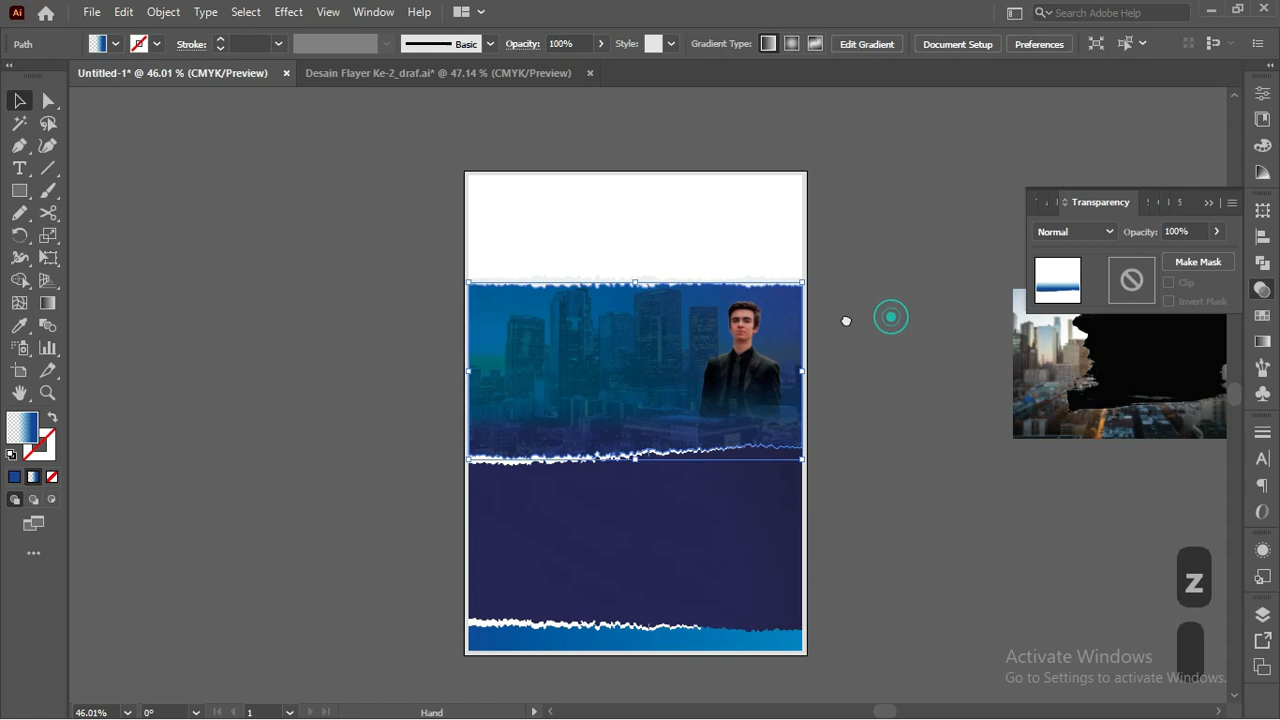 Ai File Edit Object Type Select Effect View Window Help Search Adobe Help
Path Stroke: Basic Opacity: 100% Style: Gradient Type: Edit Gradient Document Setup Preferences
Untitled-1* @ 46.01 % (CMYK/Preview) × Desain Flayer Ke-2_draf.ai* @ 47.14 % (CMYK/Preview) ×
Transparency
Normal Opacity: 100%
Make Mask
Clip
Invert Mask
z
Activate Windows
Go to Settings to activate Windows.
46.01% 0° 1 Hand